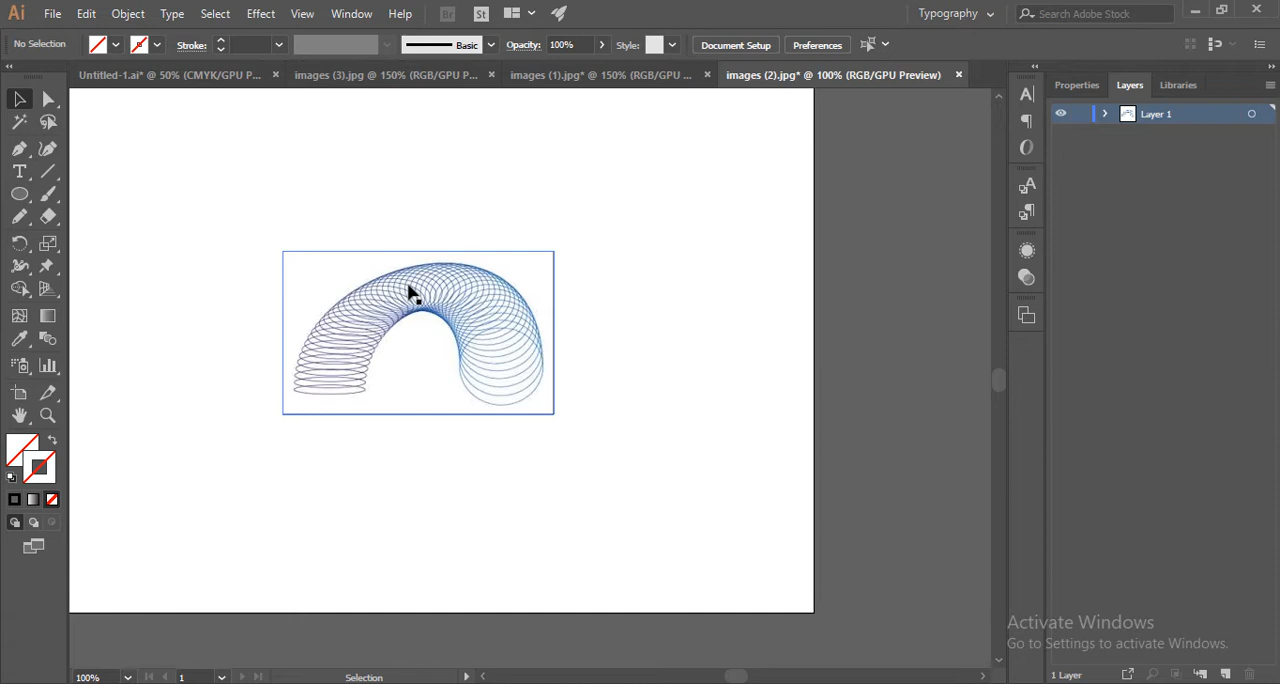 Ai File Edit Object Type Select Effect View Window Help Br St Typography Search Adobe Stock
No Selection Stroke: Basic Opacity: 100% Style: Document Setup Preferences
Untitled-1.ai* @ 50% (CMYK/GPU P... images (3).jpg @ 150% (RGB/GPU P... images (1).jpg* @ 150% (RGB/GPU ... images (2).jpg* @ 100% (RGB/GPU Preview)
Properties Layers Libraries
Layer 1
Activate Windows
Go to Settings to activate Windows.
100% 1 Selection 1 Layer